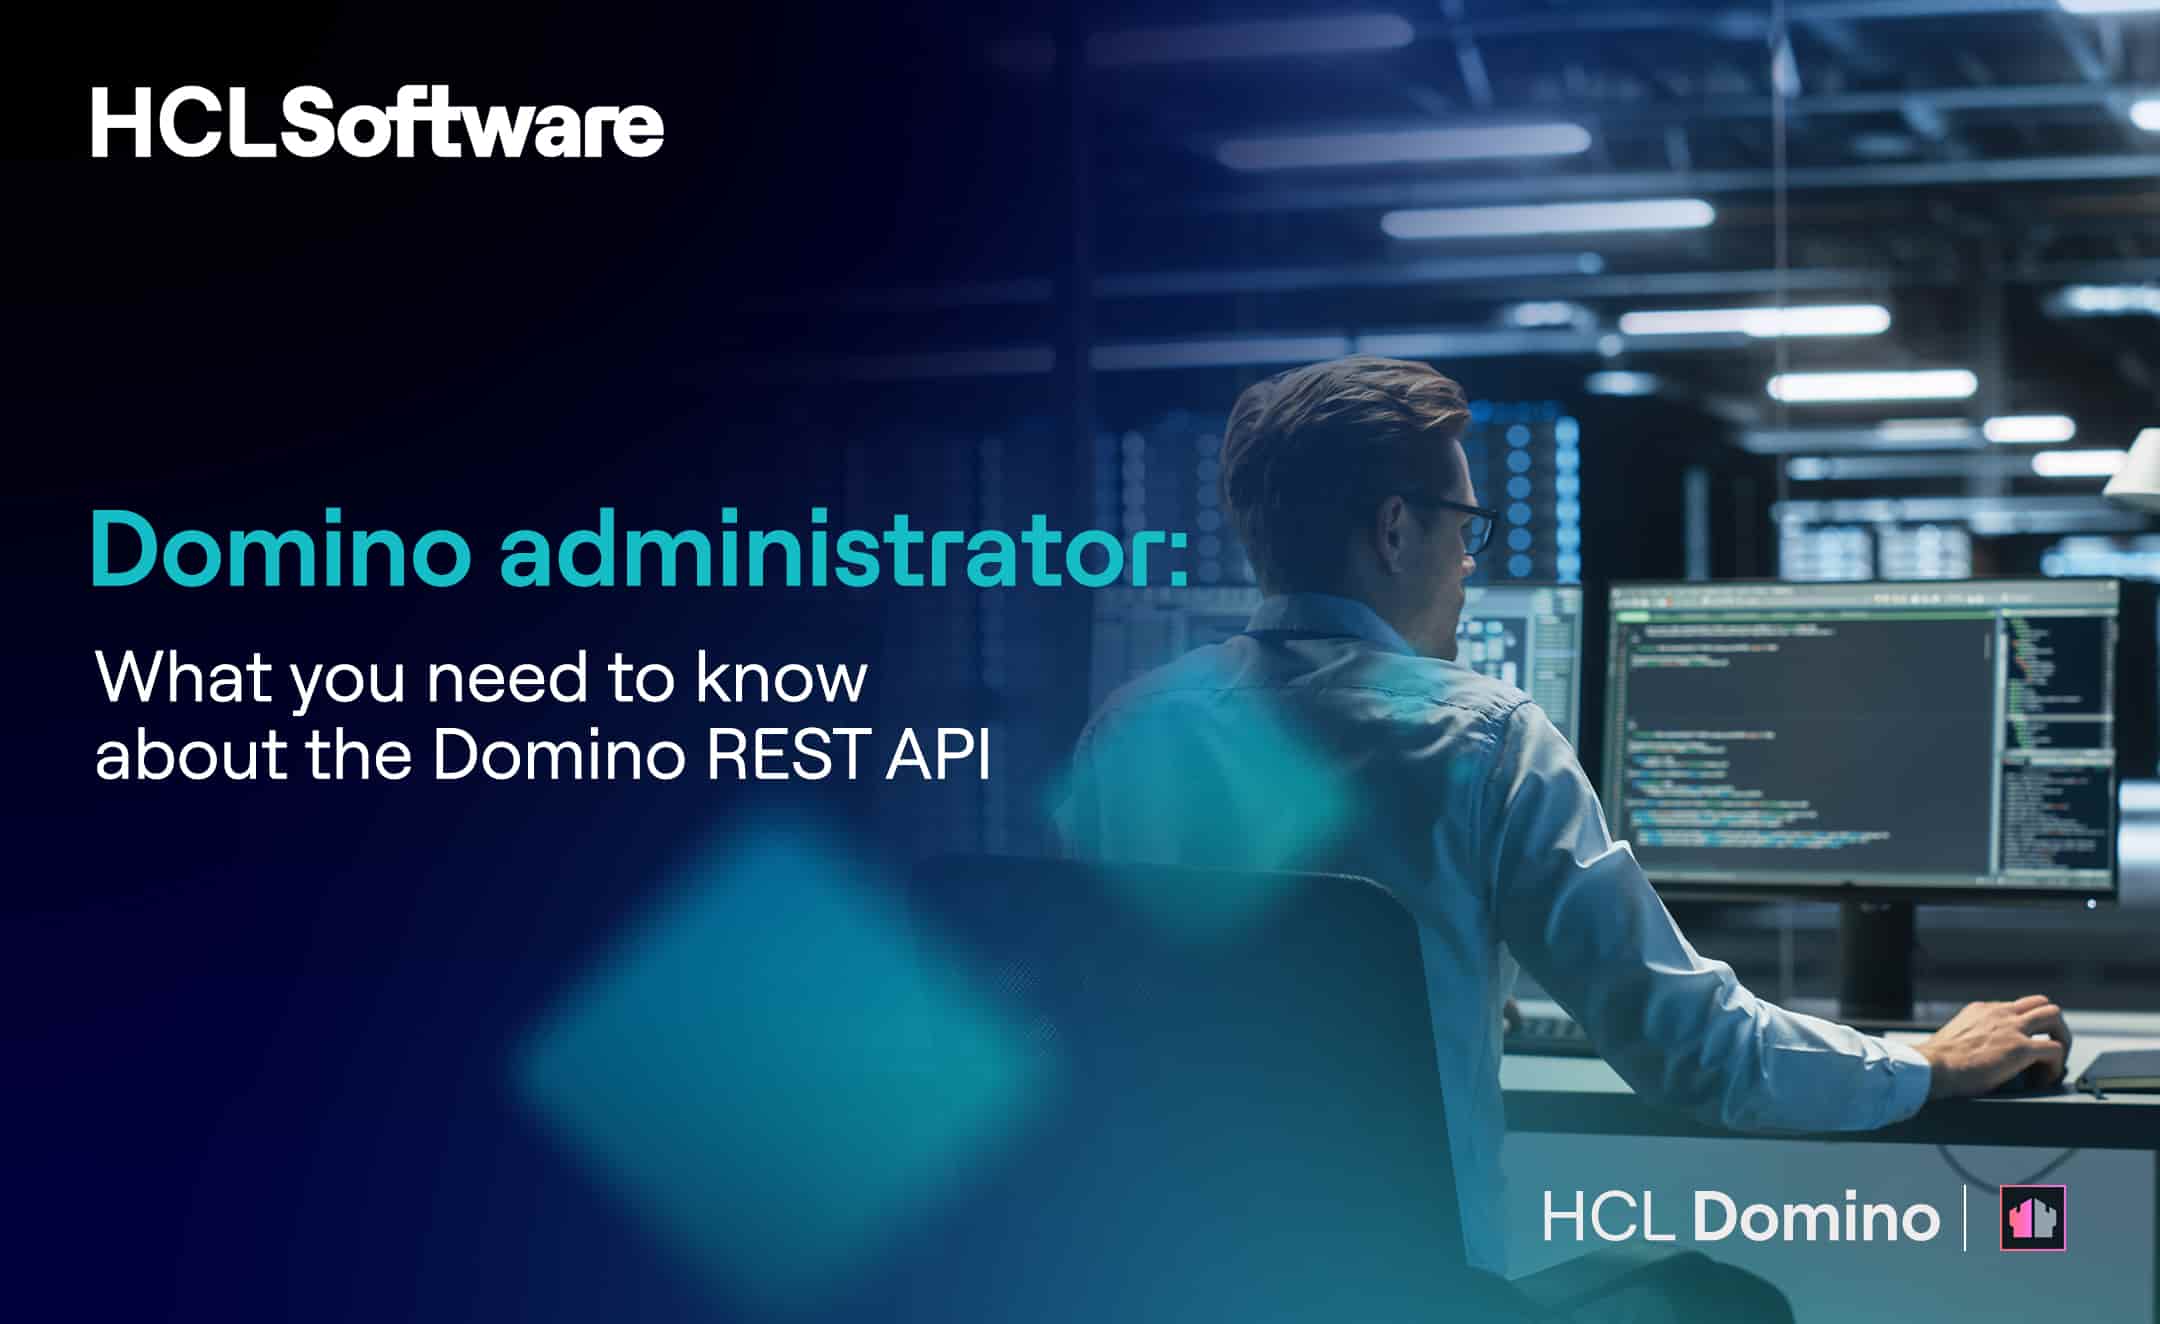 HCLSoftware
Domino administrator:
What you need to know
about the Domino REST API
HCL Domino